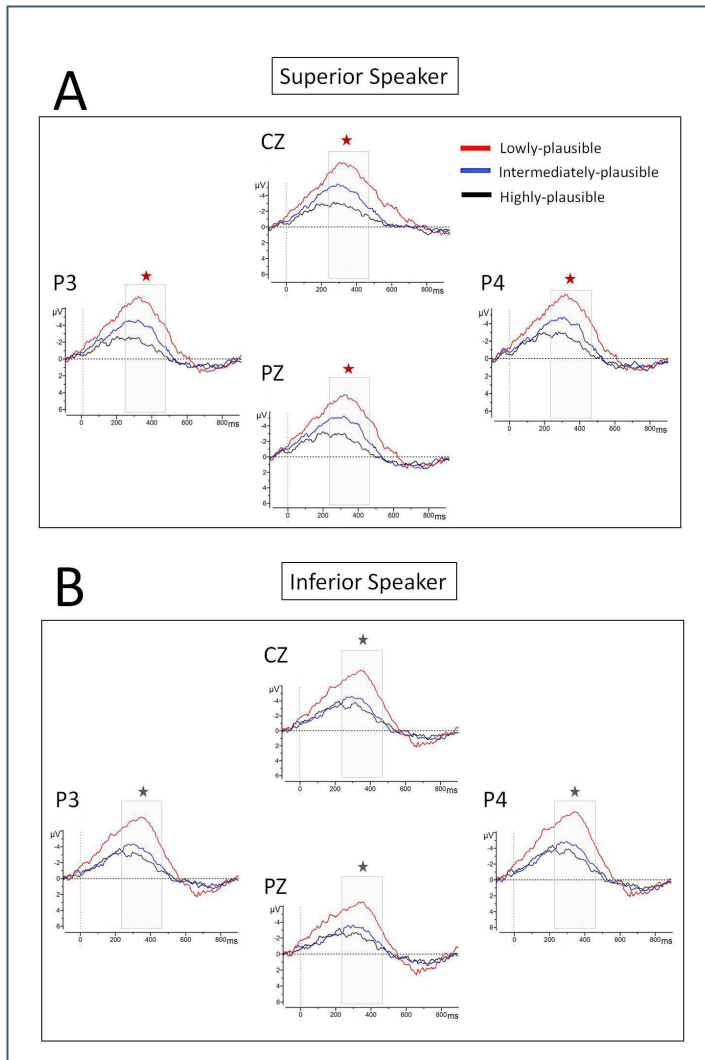 Superior Speaker
A
CZ
Lowly-plausible
Intermediately-plausible
Highly-plausible
µV
-4
-2
0
2
4
6
0 200 400 600 800ms
P3
µV
-4
-2
0
2
4
6
0 200 400 600 800ms
P4
µV
-4
-2
0
2
4
6
0 200 400 600 800ms
PZ
µV
-4
-2
0
2
4
6
0 200 400 600 800ms
B
Inferior Speaker
CZ
µV
-4
-2
0
2
4
6
0 200 400 600 800ms
P3
µV
-4
-2
0
2
4
6
0 200 400 600 800ms
P4
µV
-4
-2
0
2
4
6
0 200 400 600 800ms
PZ
µV
-4
-2
0
2
4
6
0 200 400 600 800ms